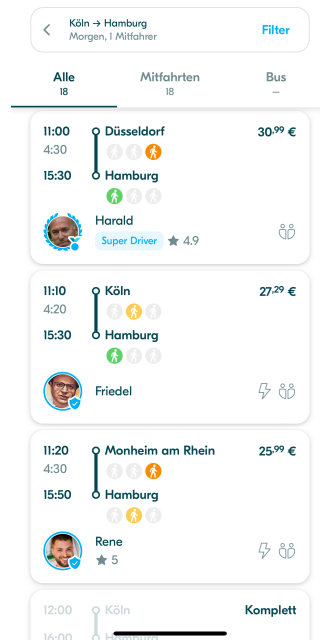 Köln → Hamburg
Morgen, 1 Mitfahrer
Filter
Alle
18
Mitfahrten
18
Bus
–
11:00 Düsseldorf 30,99 €
4:30
15:30 Hamburg
Harald
Super Driver ★ 4.9
11:10 Köln 27,29 €
4:20
15:30 Hamburg
Friedel
11:20 Monheim am Rhein 25,99 €
4:30
15:50 Hamburg
Rene
★ 5
12:00 Köln Komplett
16:00 Hamburg